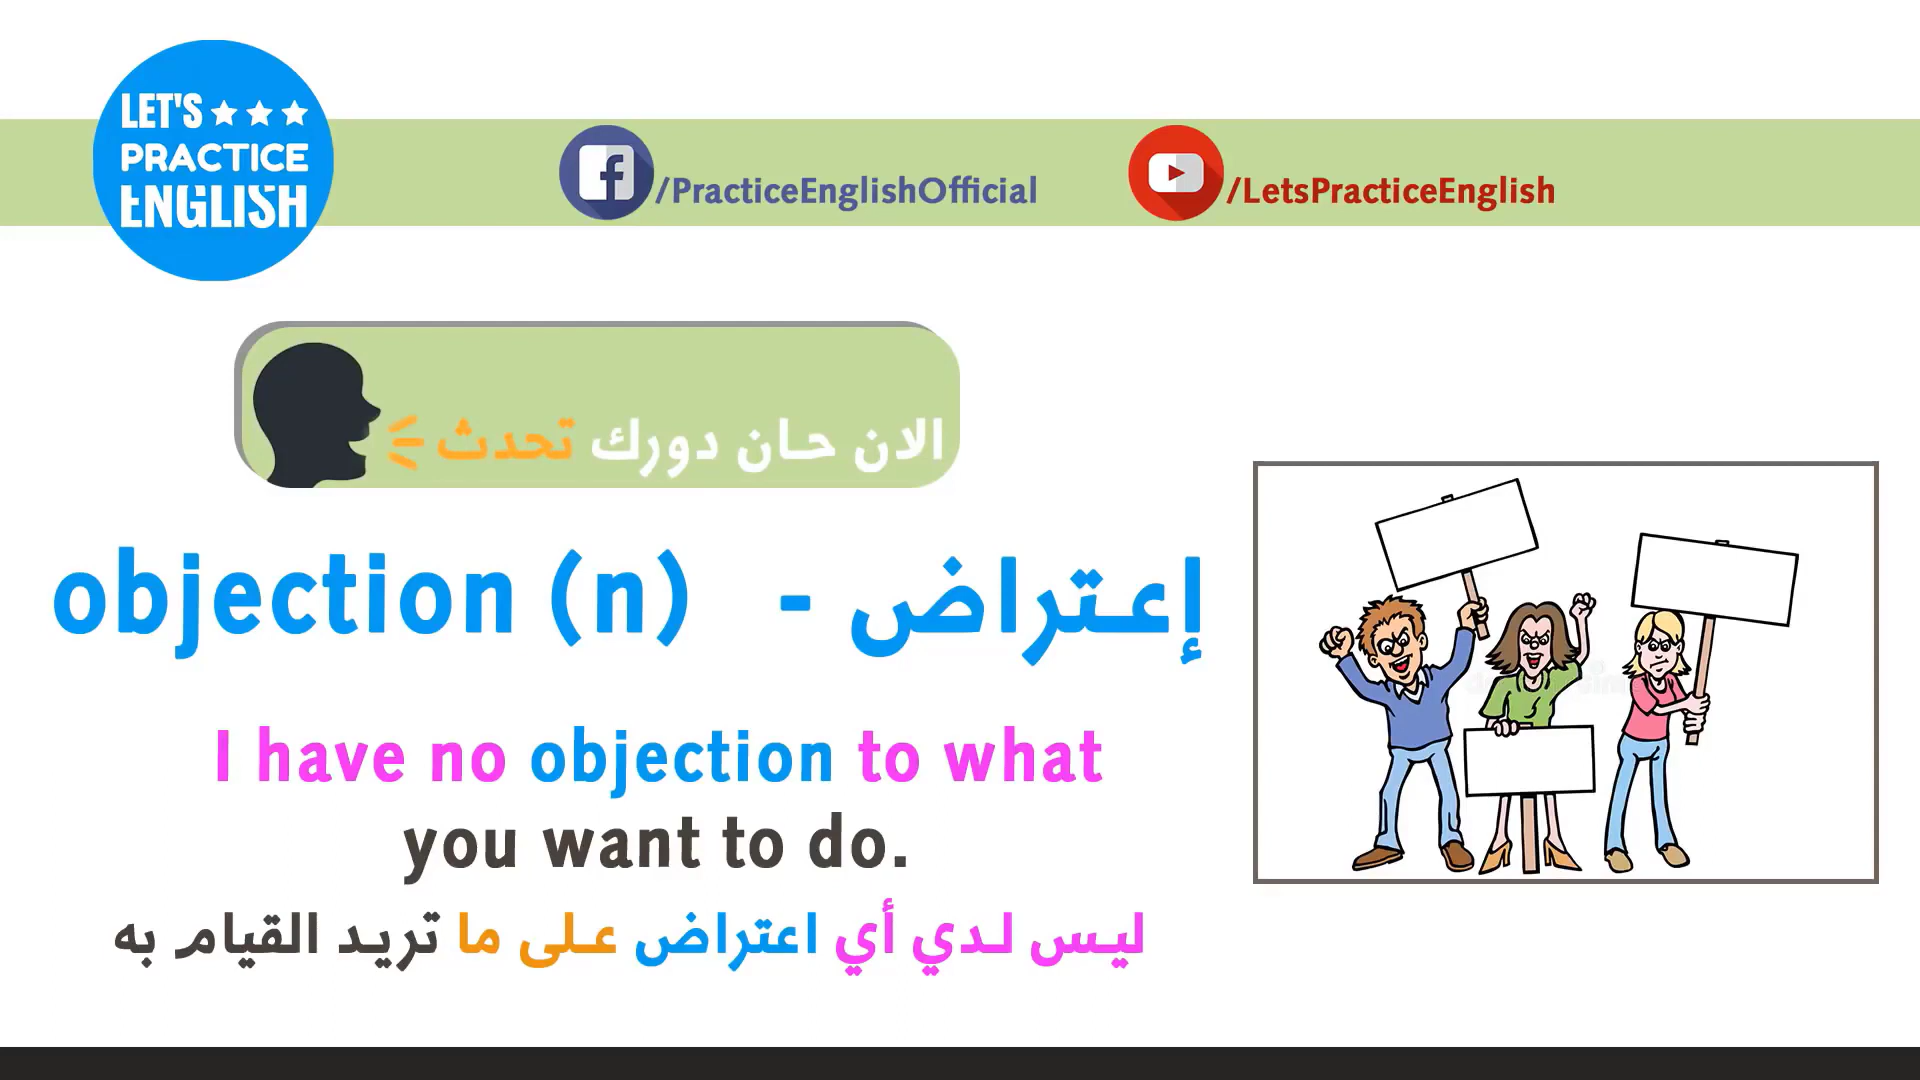 LET'S
PRACTICE
ENGLISH
/PracticeEnglishOfficial
/LetsPracticeEnglish
الان حان دورك تحدث
objection (n) - إعتراض
I have no objection to what
you want to do.
ليس لدي أي اعتراض على ما تريد القيام به